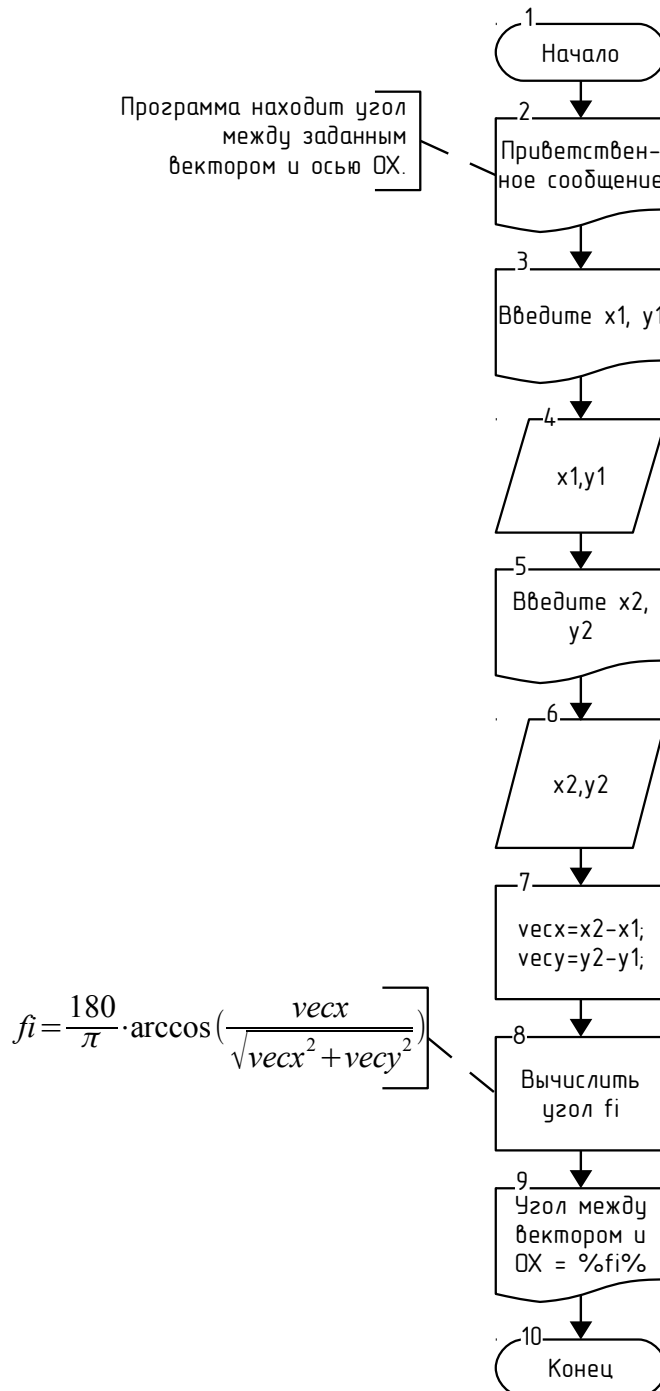 1
Начало
Программа находит угол
между заданным
вектором и осью OX.
2
Приветствен-
ное сообщение
3
Введите x1, y1
4
x1,y1
5
Введите x2,
y2
6
x2,y2
7
vecx=x2-x1;
vecy=y2-y1;
fi = 180/π · arccos(vecx/√(vecx²+vecy²))
8
Вычислить
угол fi
9
Угол между
вектором и
OX = %fi%
10
Конец